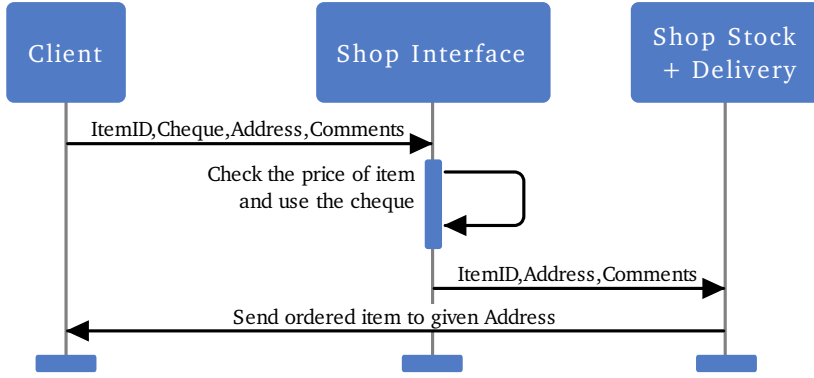 Client
Shop Interface
Shop Stock
+ Delivery
ItemID,Cheque,Address,Comments
Check the price of item
and use the cheque
ItemID,Address,Comments
Send ordered item to given Address